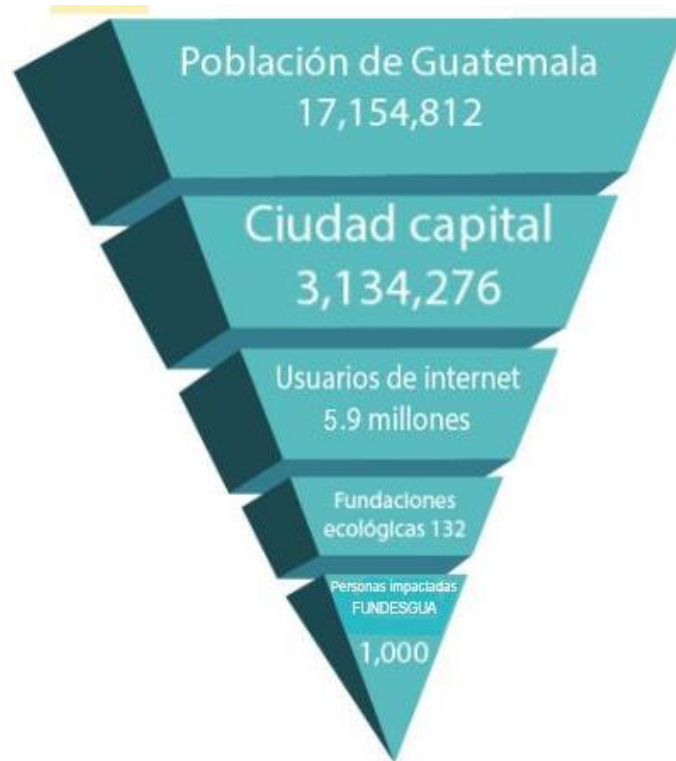 Población de Guatemala
17,154,812
Ciudad capital
3,134,276
Usuarios de internet
5.9 millones
Fundaciones
ecológicas 132
Personas impactadas
FUNDESGUA
1,000